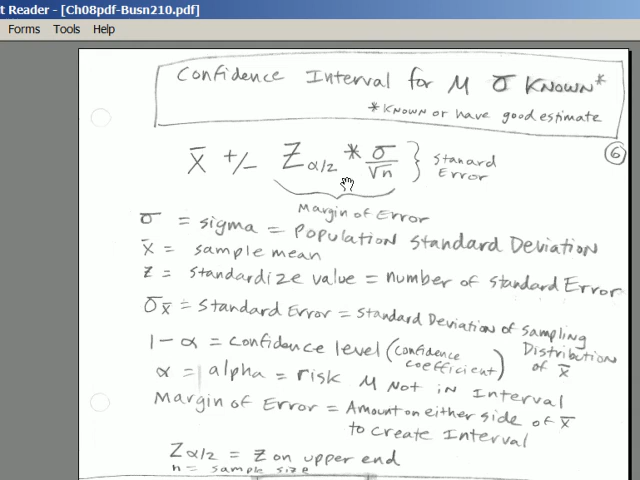 t Reader - [Ch08pdf-Busn210.pdf]
Forms Tools Help
Confidence Interval for M σ KNOWN*
*KNOWN or have good estimate
6
x̄ +/- Z α/2 * σ/√n } Stanard Error
Margin of Error
σ = sigma = Population Standard Deviation
x̄ = sample mean
z = standardize value = number of standard Error
σx̄ = Standard Error = Standard Deviation of sampling Distribution of x̄
1-α = Confidence level (confidence coefficient)
α = alpha = risk M Not in Interval
Margin of Error = Amount on either side of x̄
to create Interval
Zα/2 = Z on upper end
n = sample size